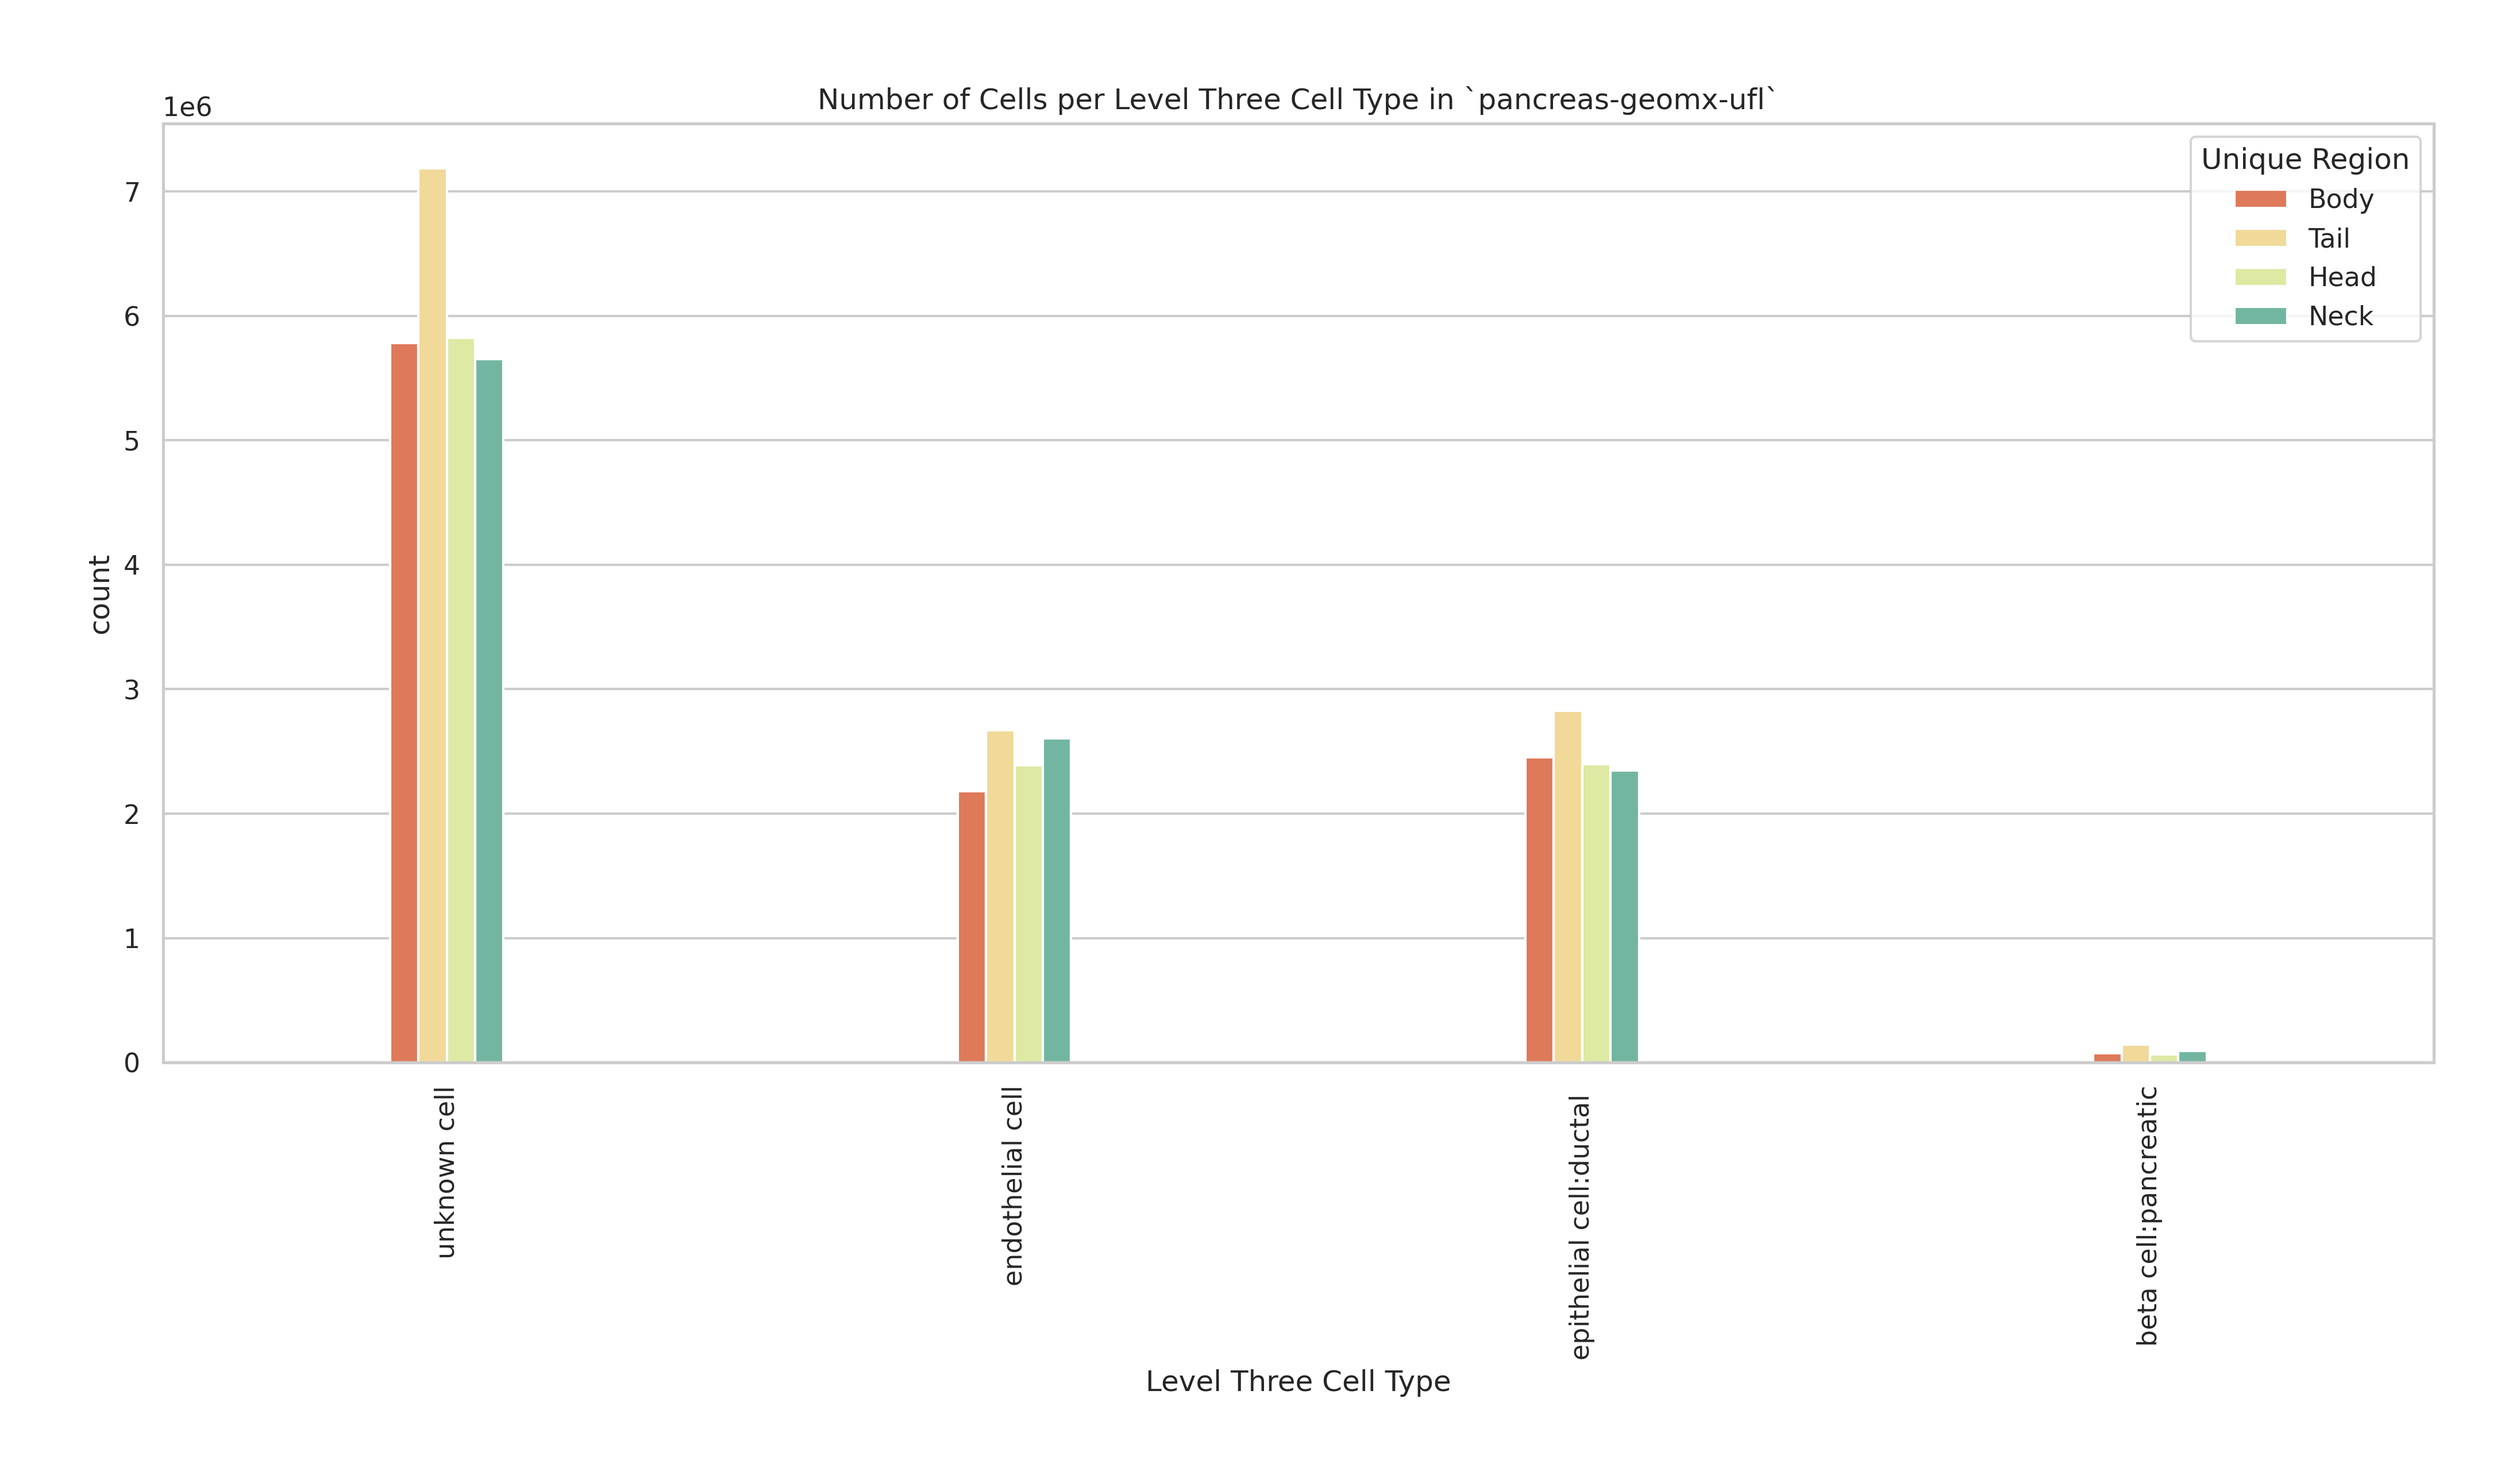 Number of Cells per Level Three Cell Type in `pancreas-geomx-ufl`
1e6
Unique Region
Body
Tail
Head
Neck
7
6
5
4
3
2
1
0
count
unknown cell
endothelial cell
epithelial cell:ductal
beta cell:pancreatic
Level Three Cell Type